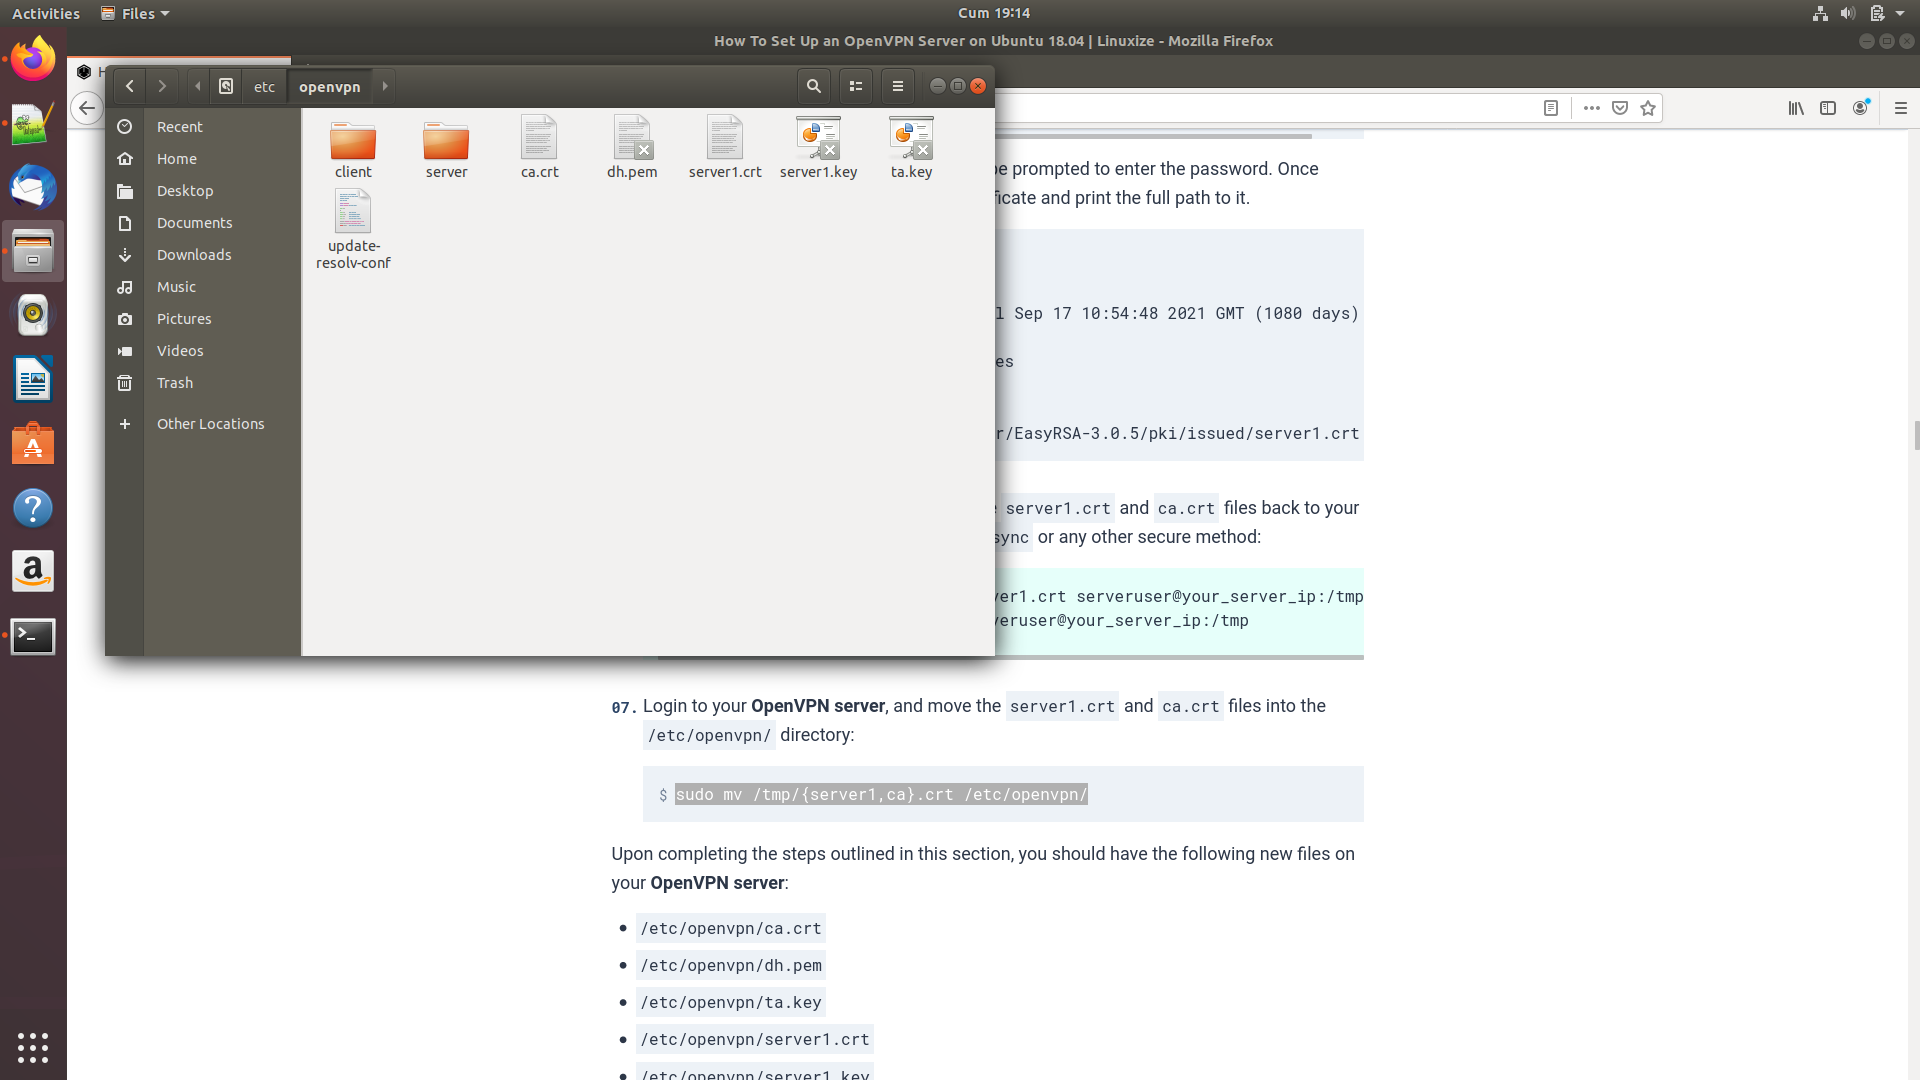 Activities
Files
Cum 19:14
How To Set Up an OpenVPN Server on Ubuntu 18.04 | Linuxize - Mozilla Firefox
etc
openvpn
Recent
Home
Desktop
Documents
Downloads
Music
Pictures
Videos
Trash
Other Locations
client
server
ca.crt
dh.pem
server1.crt
server1.key
ta.key
update-
resolv-conf
be prompted to enter the password. Once
ficate and print the full path to it.
l Sep 17 10:54:48 2021 GMT (1080 days)
es
r/EasyRSA-3.0.5/pki/issued/server1.crt
server1.crt and ca.crt files back to your
sync or any other secure method:
ver1.crt serveruser@your_server_ip:/tmp
veruser@your_server_ip:/tmp
07. Login to your OpenVPN server, and move the server1.crt and ca.crt files into the
/etc/openvpn/ directory:
$ sudo mv /tmp/{server1,ca}.crt /etc/openvpn/
Upon completing the steps outlined in this section, you should have the following new files on
your OpenVPN server:
• /etc/openvpn/ca.crt
• /etc/openvpn/dh.pem
• /etc/openvpn/ta.key
• /etc/openvpn/server1.crt
• /etc/openvpn/server1.key